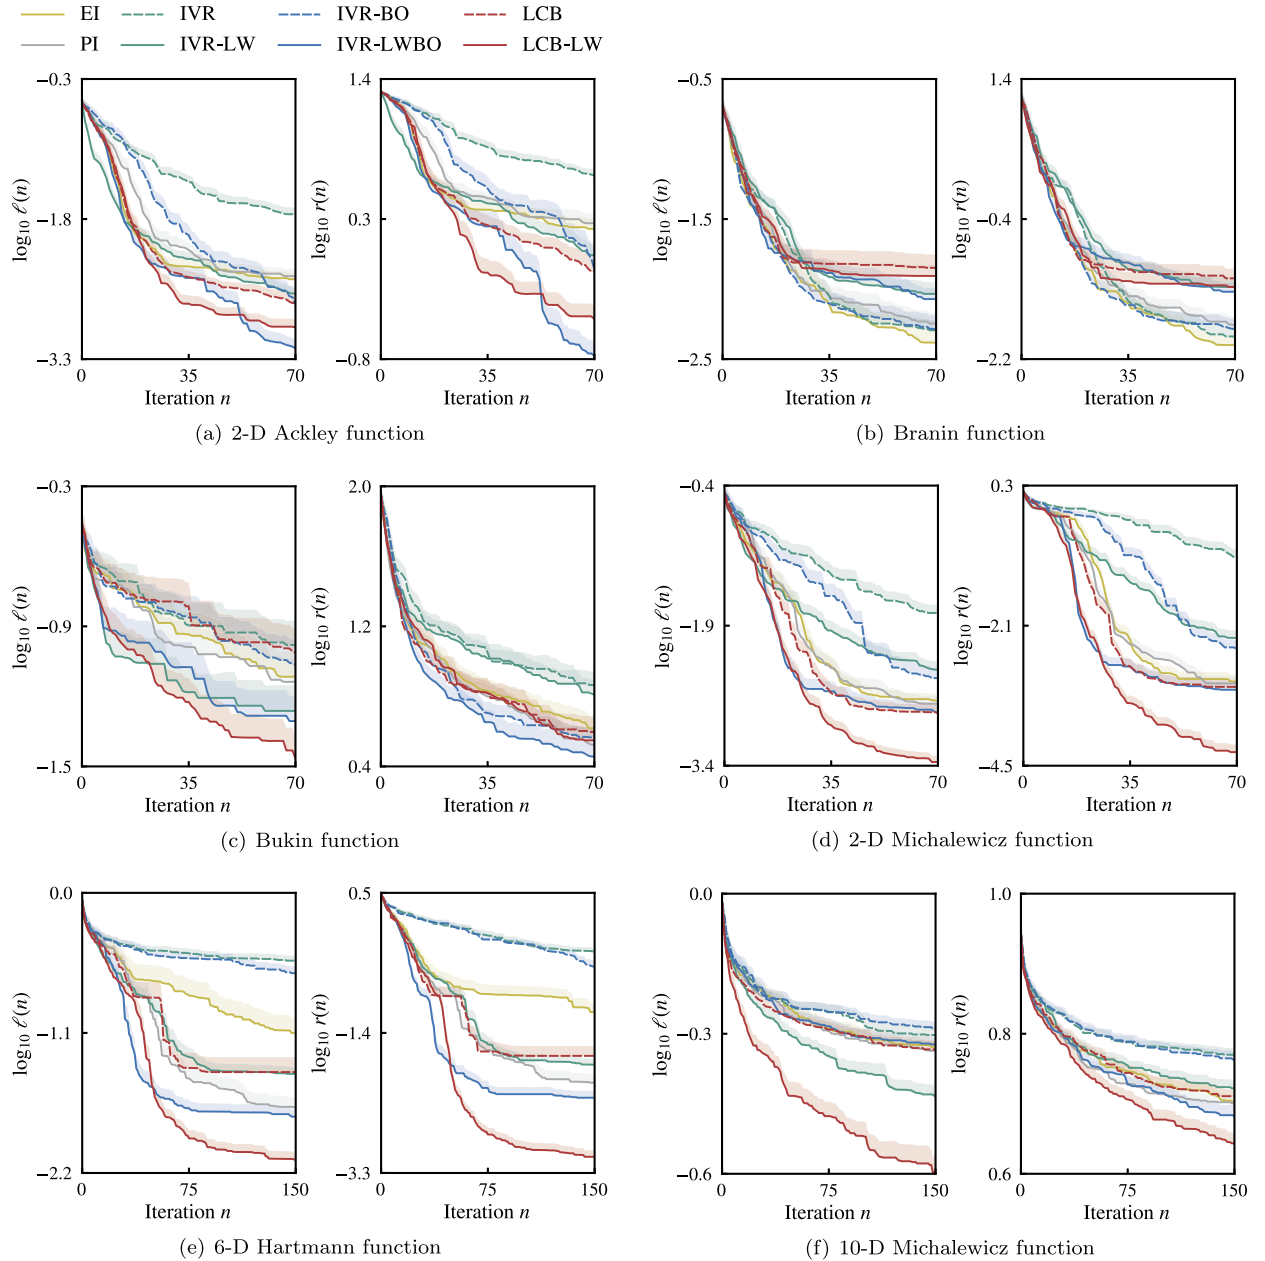 EI IVR IVR-BO LCB
PI IVR-LW IVR-LWBO LCB-LW
−0.3
−1.8
−3.3
log10 ℓ(n)
0 35 70
Iteration n
1.4
0.3
−0.8
log10 r(n)
0 35 70
Iteration n
(a) 2-D Ackley function
−0.5
−1.5
−2.5
log10 ℓ(n)
0 35 70
Iteration n
1.4
−0.4
−2.2
log10 r(n)
0 35 70
Iteration n
(b) Branin function
−0.3
−0.9
−1.5
log10 ℓ(n)
0 35 70
Iteration n
2.0
1.2
0.4
log10 r(n)
0 35 70
Iteration n
(c) Bukin function
−0.4
−1.9
−3.4
log10 ℓ(n)
0 35 70
Iteration n
0.3
−2.1
−4.5
log10 r(n)
0 35 70
Iteration n
(d) 2-D Michalewicz function
0.0
−1.1
−2.2
log10 ℓ(n)
0 75 150
Iteration n
0.5
−1.4
−3.3
log10 r(n)
0 75 150
Iteration n
(e) 6-D Hartmann function
0.0
−0.3
−0.6
log10 ℓ(n)
0 75 150
Iteration n
1.0
0.8
0.6
log10 r(n)
0 75 150
Iteration n
(f) 10-D Michalewicz function